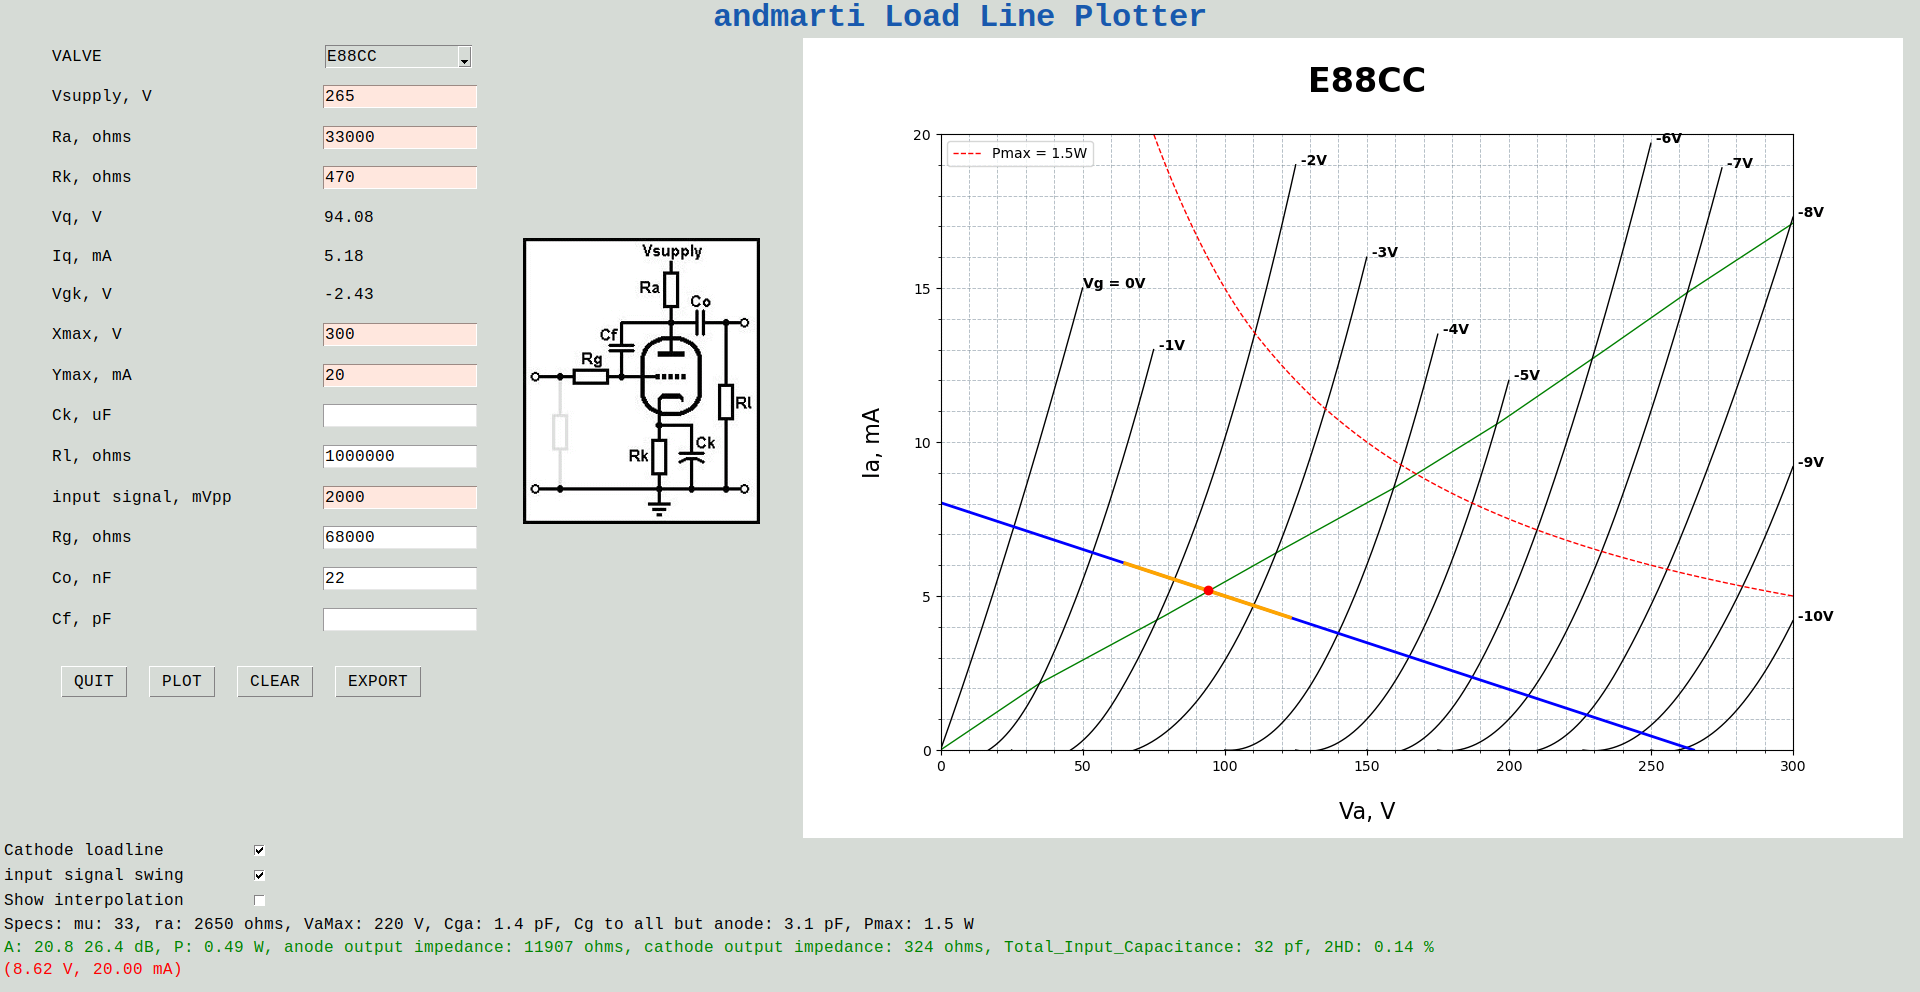 andmarti Load Line Plotter
VALVE E88CC
Vsupply, V 265
Ra, ohms 33000
Rk, ohms 470
Vq, V 94.08
Iq, mA 5.18
Vgk, V -2.43
Xmax, V 300
Ymax, mA 20
Ck, uF
Rl, ohms 1000000
input signal, mVpp 2000
Rg, ohms 68000
Co, nF 22
Cf, pF
QUIT PLOT CLEAR EXPORT
Vsupply
Ra
Co
Cf
Rg
Rl
Ck
Rk
E88CC
Pmax = 1.5W
Vg = 0V
-1V
-2V
-3V
-4V
-5V
-6V
-7V
-8V
-9V
-10V
20
15
10
5
0
Ia, mA
0 50 100 150 200 250 300
Va, V
Cathode loadline
input signal swing
Show interpolation
Specs: mu: 33, ra: 2650 ohms, VaMax: 220 V, Cga: 1.4 pF, Cg to all but anode: 3.1 pF, Pmax: 1.5 W
A: 20.8 26.4 dB, P: 0.49 W, anode output impedance: 11907 ohms, cathode output impedance: 324 ohms, Total_Input_Capacitance: 32 pf, 2HD: 0.14 %
(8.62 V, 20.00 mA)